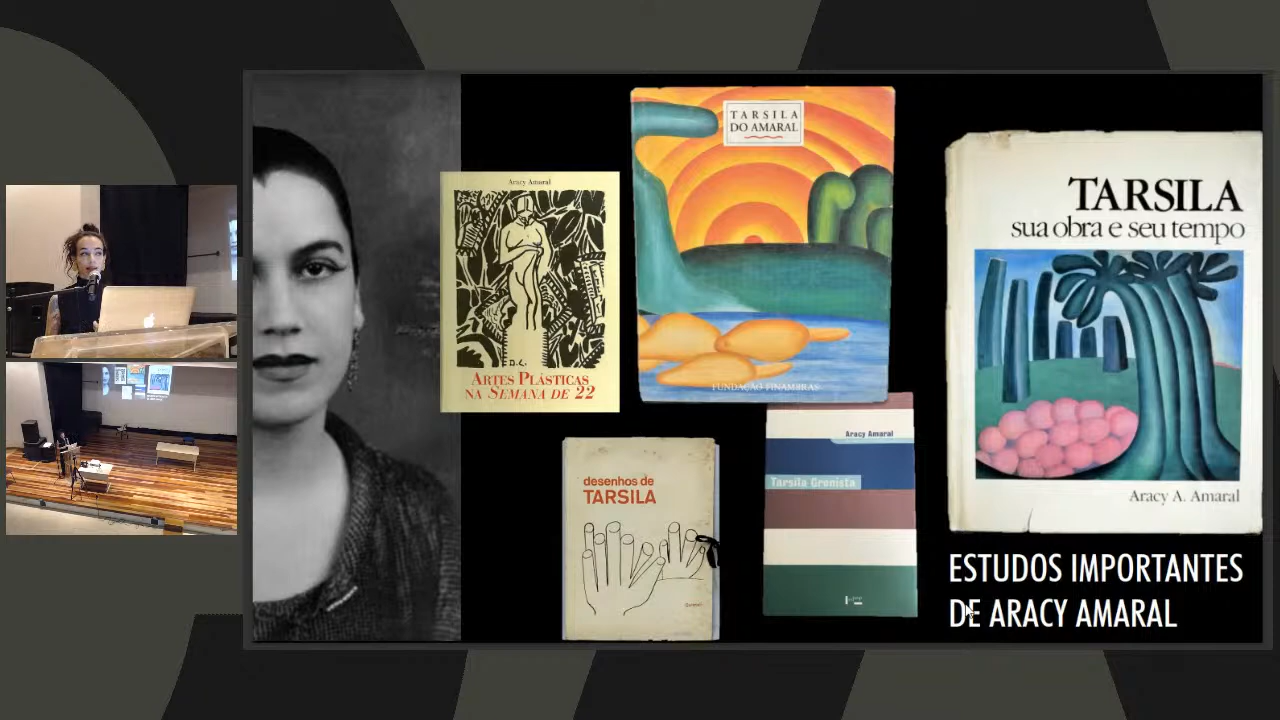 Aracy Amaral
E.D.C.
ARTES PLÁSTICAS
NA SEMANA DE 22
TARSILA
DO AMARAL
FUNDAÇÃO FINAMBRAS
desenhos de
TARSILA
Aracy Amaral
Tarsila Cronista
TARSILA
sua obra e seu tempo
Aracy A. Amaral
ESTUDOS IMPORTANTES
DE ARACY AMARAL